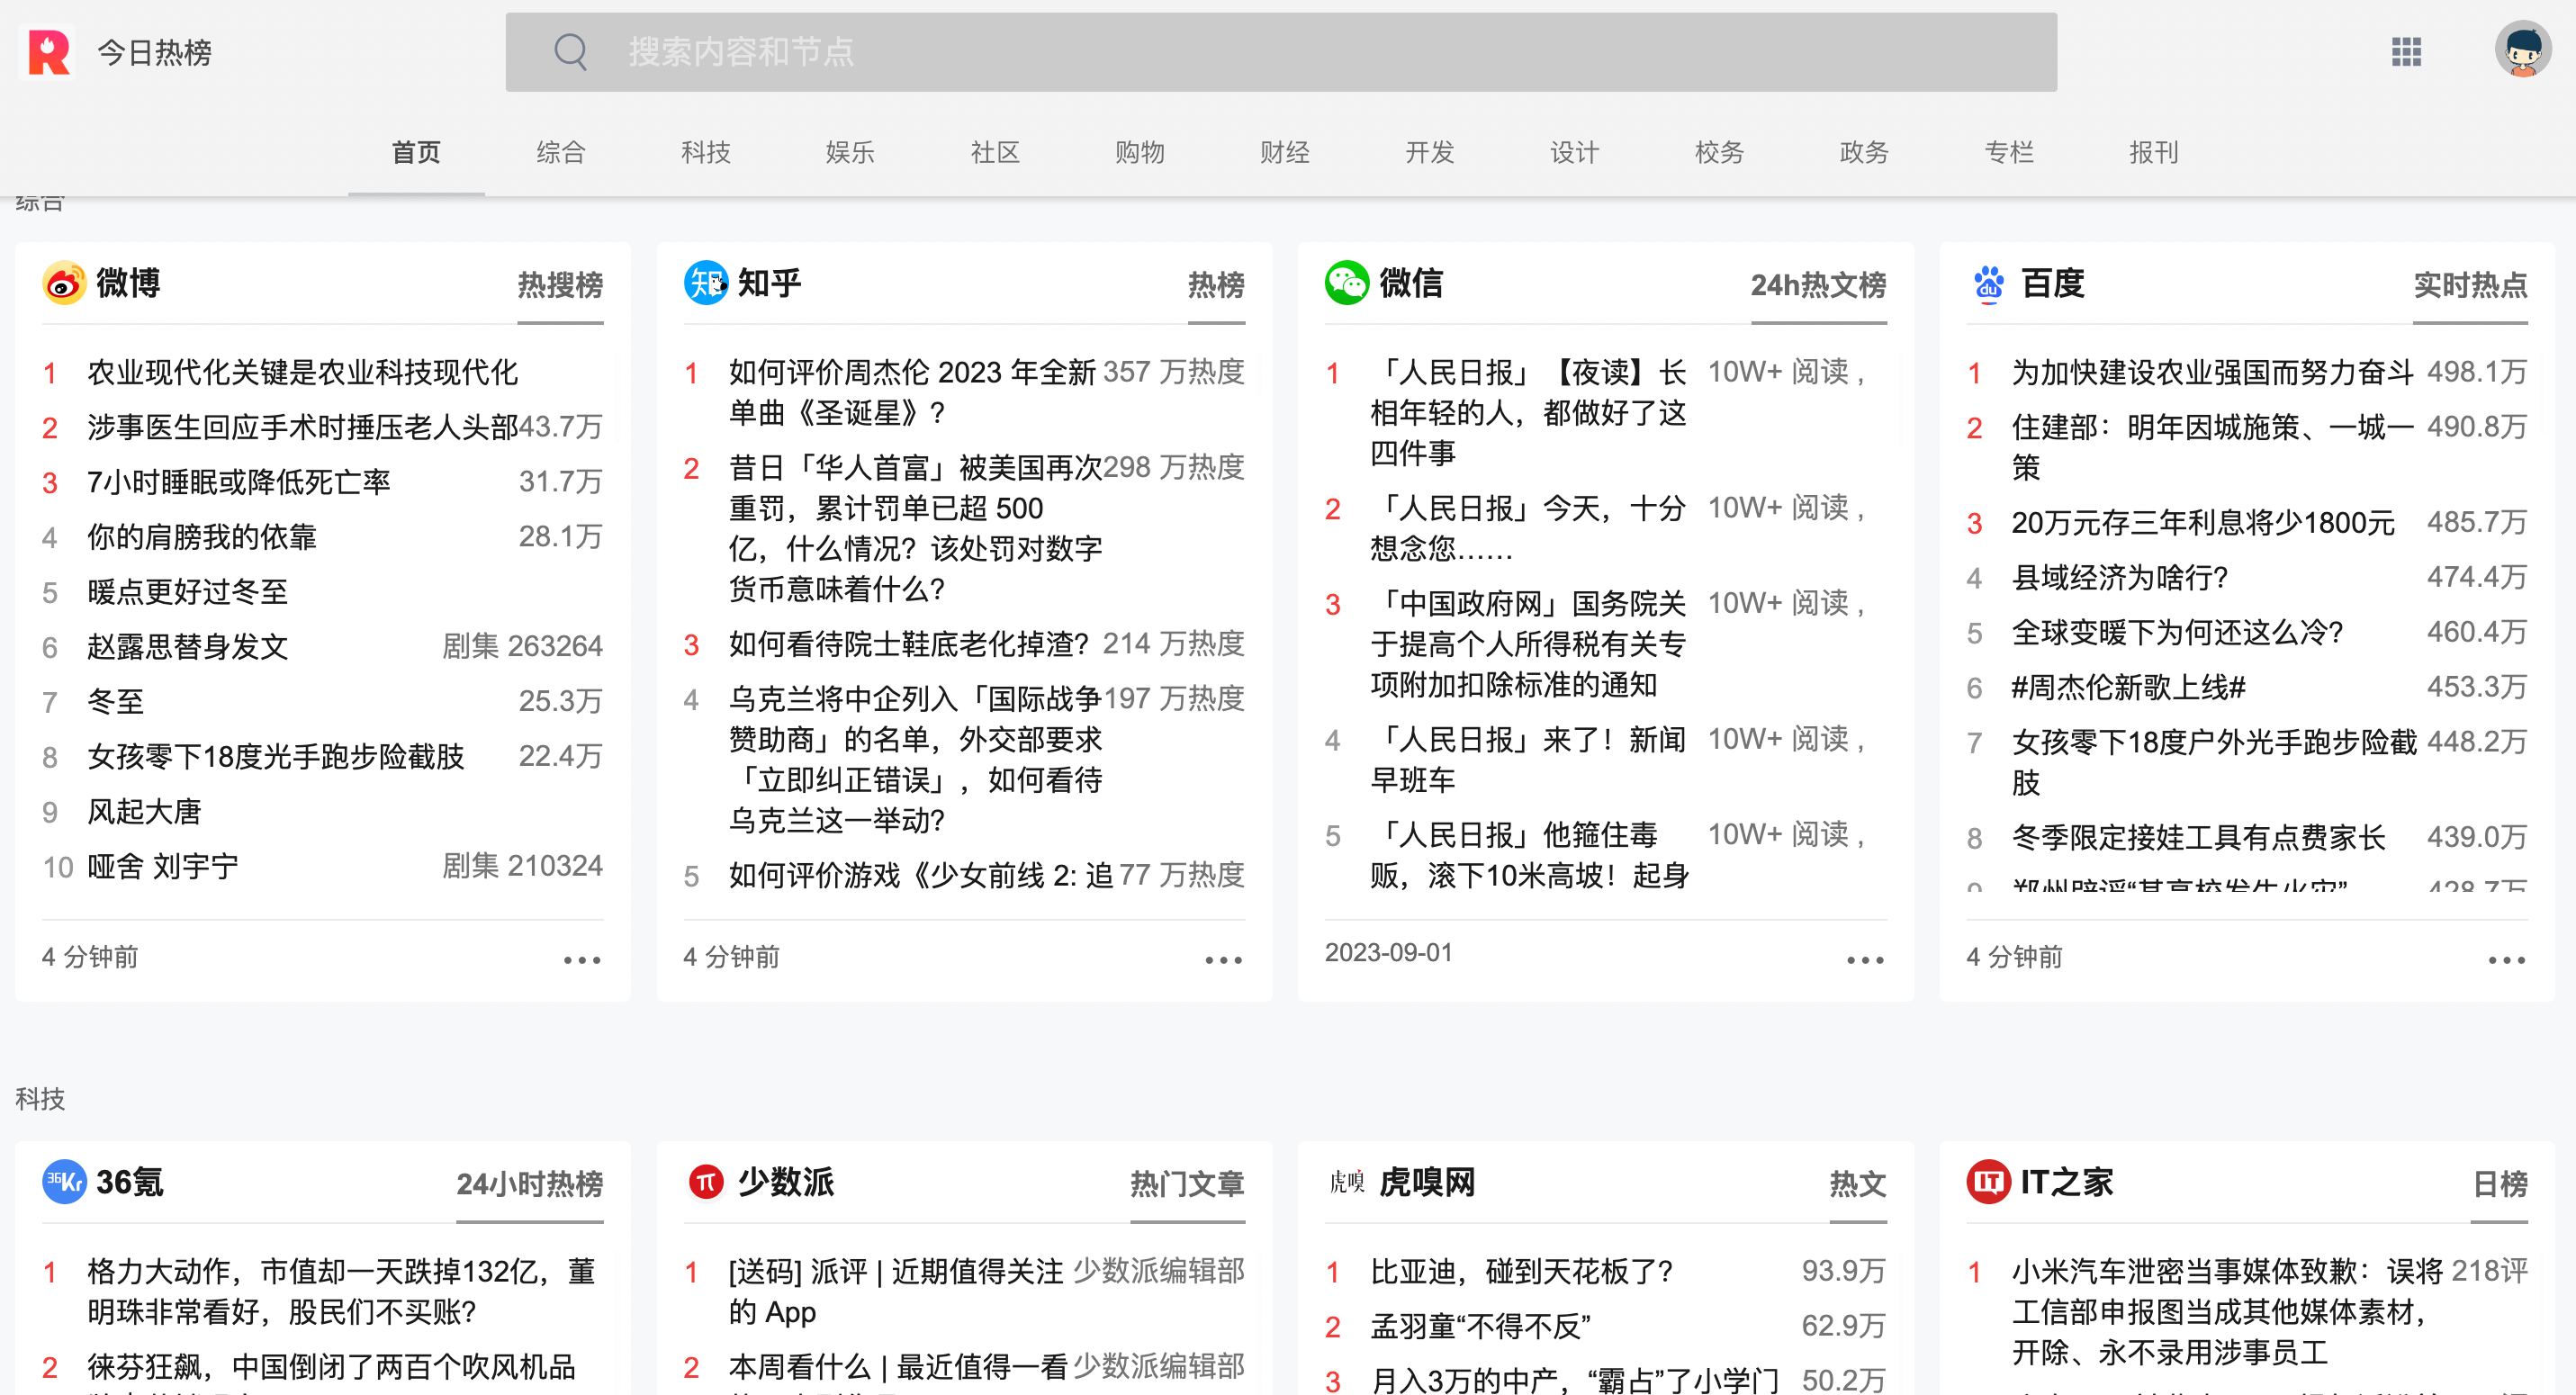 今日热榜
搜索内容和节点
首页 综合 科技 娱乐 社区 购物 财经 开发 设计 校务 政务 专栏 报刊
综合
微博 热搜榜
1 农业现代化关键是农业科技现代化
2 涉事医生回应手术时捶压老人头部 43.7万
3 7小时睡眠或降低死亡率 31.7万
4 你的肩膀我的依靠 28.1万
5 暖点更好过冬至
6 赵露思替身发文 剧集 263264
7 冬至 25.3万
8 女孩零下18度光手跑步险截肢 22.4万
9 风起大唐
10 哑舍 刘宇宁 剧集 210324
4 分钟前
知乎 热榜
1 如何评价周杰伦 2023 年全新 357 万热度
单曲《圣诞星》？
2 昔日「华人首富」被美国再次 298 万热度
重罚，累计罚单已超 500
亿，什么情况？该处罚对数字
货币意味着什么？
3 如何看待院士鞋底老化掉渣？ 214 万热度
4 乌克兰将中企列入「国际战争 197 万热度
赞助商」的名单，外交部要求
「立即纠正错误」，如何看待
乌克兰这一举动？
5 如何评价游戏《少女前线 2: 追 77 万热度
4 分钟前
微信 24h热文榜
1 「人民日报」【夜读】长 10W+ 阅读 ,
相年轻的人，都做好了这
四件事
2 「人民日报」今天，十分 10W+ 阅读 ,
想念您……
3 「中国政府网」国务院关 10W+ 阅读 ,
于提高个人所得税有关专
项附加扣除标准的通知
4 「人民日报」来了！新闻 10W+ 阅读 ,
早班车
5 「人民日报」他箍住毒 10W+ 阅读 ,
贩，滚下10米高坡！起身
2023-09-01
du 百度 实时热点
1 为加快建设农业强国而努力奋斗 498.1万
2 住建部：明年因城施策、一城一 490.8万
策
3 20万元存三年利息将少1800元 485.7万
4 县域经济为啥行？ 474.4万
5 全球变暖下为何还这么冷？ 460.4万
6 #周杰伦新歌上线# 453.3万
7 女孩零下18度户外光手跑步险截 448.2万
肢
8 冬季限定接娃工具有点费家长 439.0万
9 郑州辟谣“某高校发生火灾” 428.7万
4 分钟前
科技
36Kr 36氪 24小时热榜
1 格力大动作，市值却一天跌掉132亿，董
明珠非常看好，股民们不买账？
2 徕芬狂飙，中国倒闭了两百个吹风机品
少数派 热门文章
1 [送码] 派评 | 近期值得关注 少数派编辑部
的 App
2 本周看什么 | 最近值得一看 少数派编辑部
虎嗅 虎嗅网 热文
1 比亚迪，碰到天花板了？ 93.9万
2 孟羽童“不得不反” 62.9万
3 月入3万的中产，“霸占”了小学门 50.2万
IT IT之家 日榜
1 小米汽车泄密当事媒体致歉：误将 218评
工信部申报图当成其他媒体素材，
开除、永不录用涉事员工